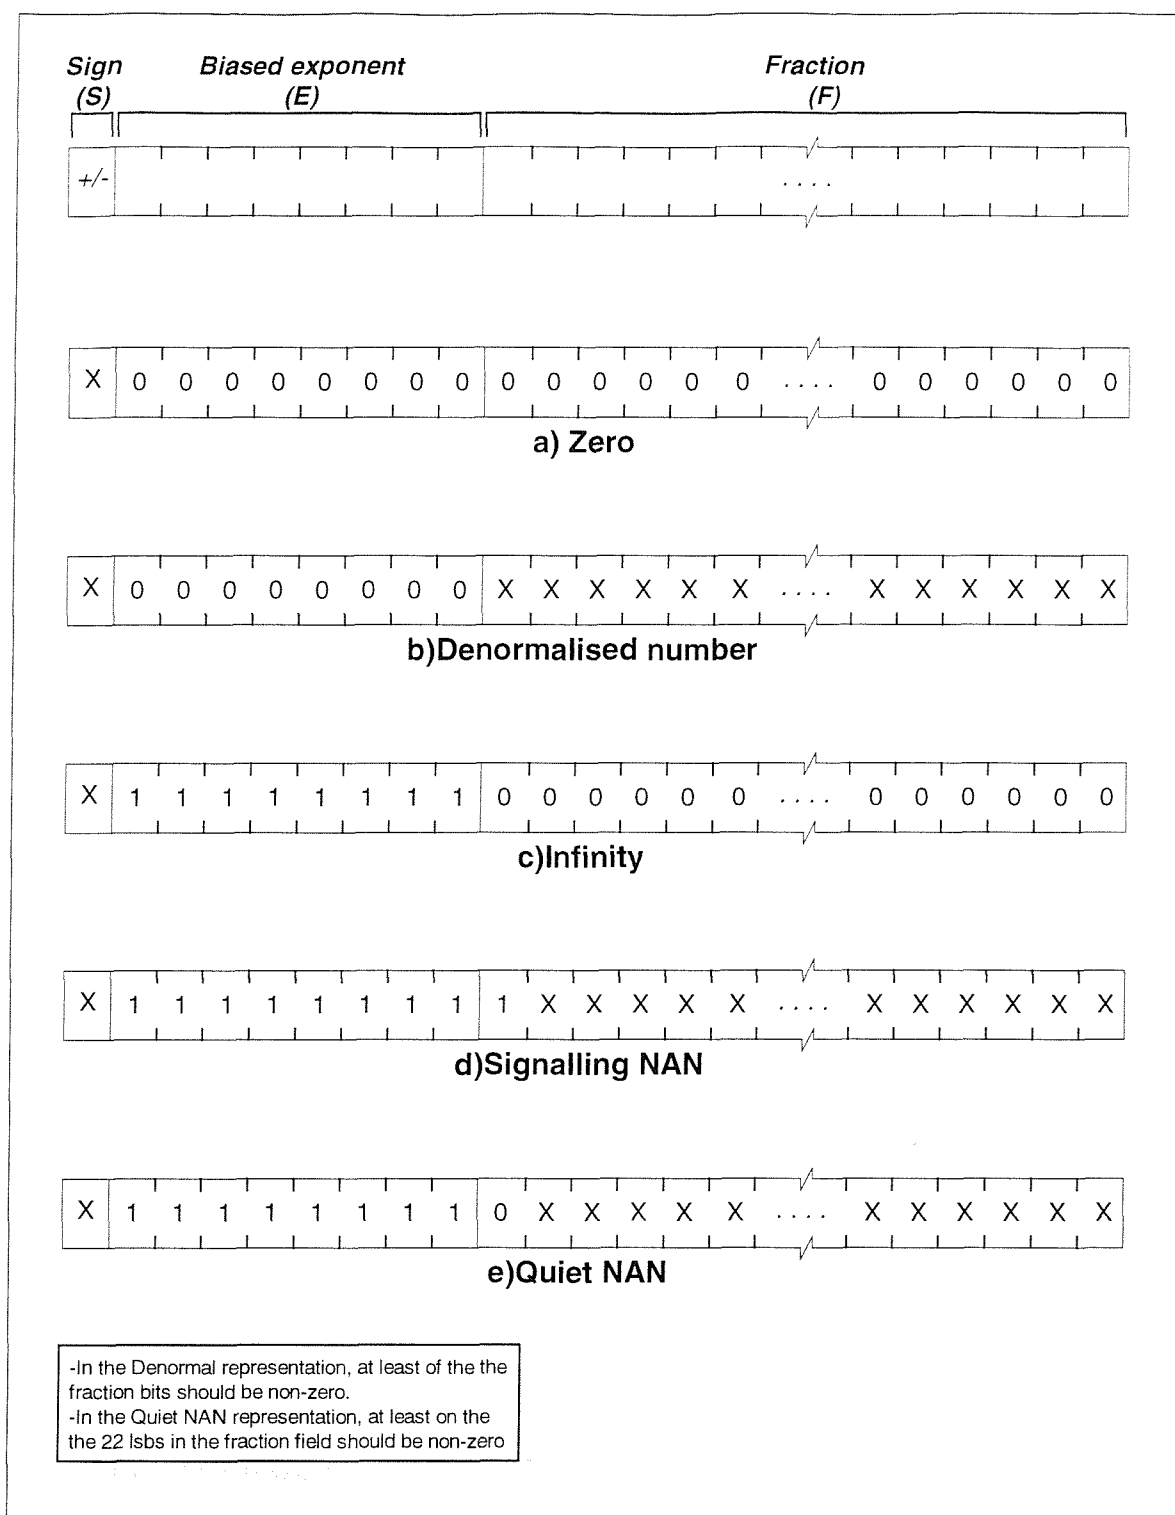 Sign Biased exponent Fraction
(S) (E) (F)
+/- ....
X 0 0 0 0 0 0 0 0 0 0 0 0 0 0 .... 0 0 0 0 0 0
a) Zero
X 0 0 0 0 0 0 0 0 X X X X X X .... X X X X X X
b)Denormalised number
X 1 1 1 1 1 1 1 1 0 0 0 0 0 0 .... 0 0 0 0 0 0
c)Infinity
X 1 1 1 1 1 1 1 1 1 X X X X X .... X X X X X X
d)Signalling NAN
X 1 1 1 1 1 1 1 1 0 X X X X X .... X X X X X X
e)Quiet NAN
-In the Denormal representation, at least of the the
fraction bits should be non-zero.
-In the Quiet NAN representation, at least on the
the 22 lsbs in the fraction field should be non-zero